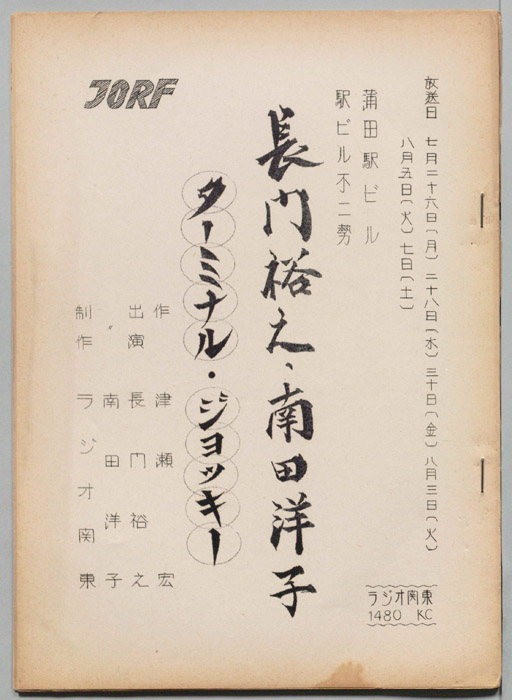 放送日 七月二十六日(月) 二十八日(水) 三十日(金) 八月三日(火)
八月五日(火) 七日(土)
蒲田駅ビル
駅ビル不二勢
長門裕之、南田洋子
ターミナル・ジョッキー
JORF
作 津瀬宏
出演 長門裕之
南田洋子
制作 ラジオ関東
ラジオ関東
1480 KC